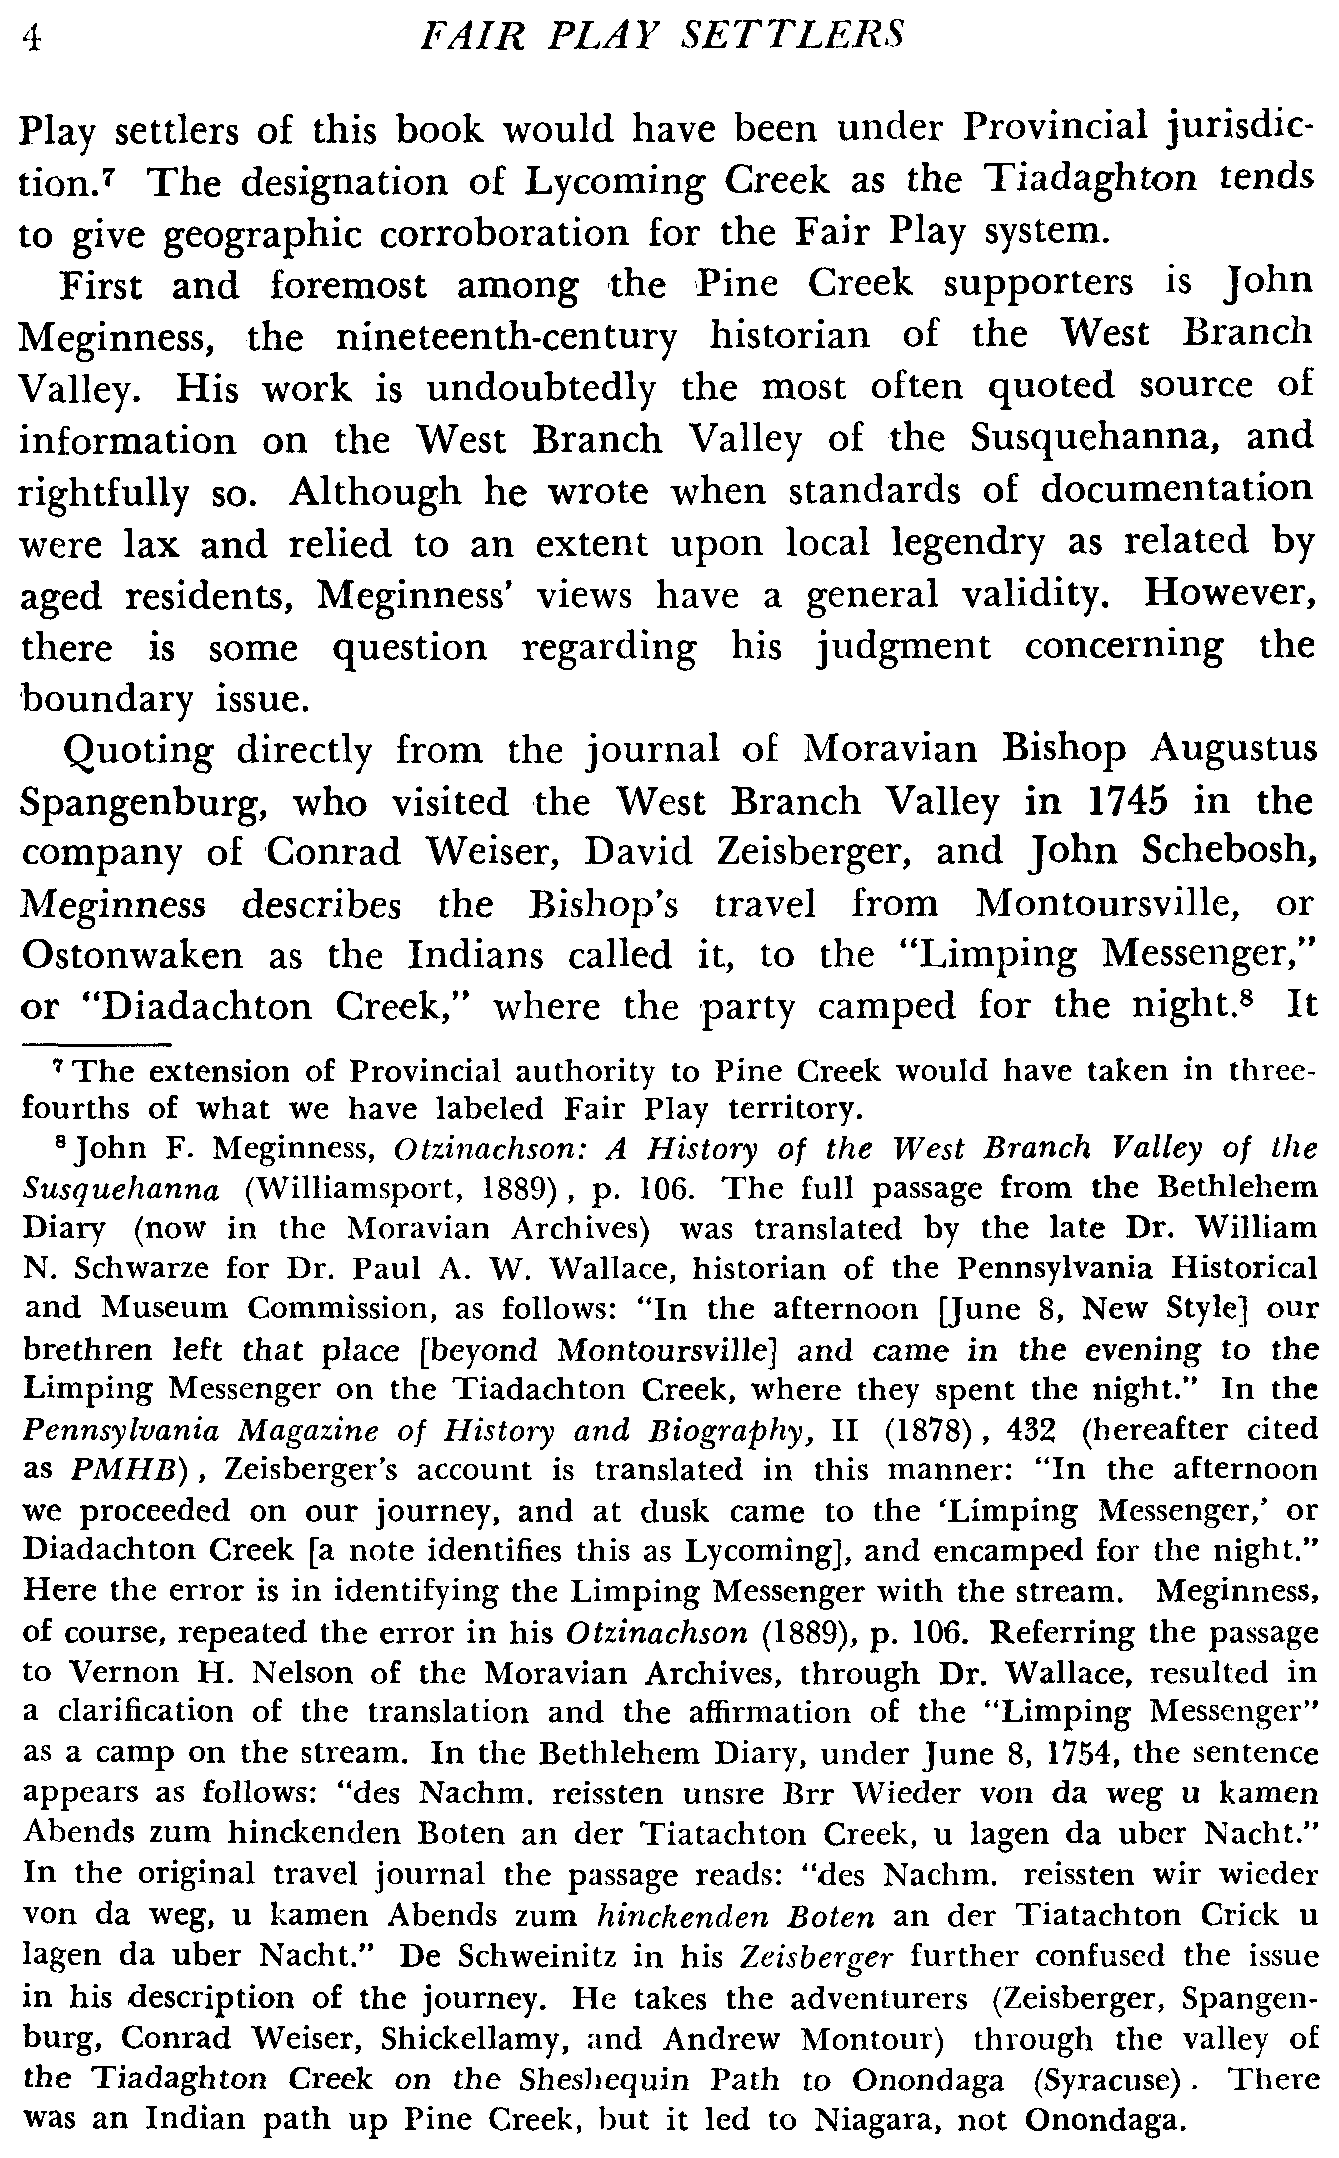 4 FAIR PLAY SETTLERS
Play settlers of this book would have been under Provincial jurisdic-
tion.⁷ The designation of Lycoming Creek as the Tiadaghton tends
to give geographic corroboration for the Fair Play system.
First and foremost among the Pine Creek supporters is John
Meginness, the nineteenth-century historian of the West Branch
Valley. His work is undoubtedly the most often quoted source of
information on the West Branch Valley of the Susquehanna, and
rightfully so. Although he wrote when standards of documentation
were lax and relied to an extent upon local legendry as related by
aged residents, Meginness' views have a general validity. However,
there is some question regarding his judgment concerning the
boundary issue.
Quoting directly from the journal of Moravian Bishop Augustus
Spangenburg, who visited the West Branch Valley in 1745 in the
company of Conrad Weiser, David Zeisberger, and John Schebosh,
Meginness describes the Bishop's travel from Montoursville, or
Ostonwaken as the Indians called it, to the "Limping Messenger,"
or "Diadachton Creek," where the party camped for the night.⁸ It
⁷ The extension of Provincial authority to Pine Creek would have taken in three-
fourths of what we have labeled Fair Play territory.
⁸ John F. Meginness, Otzinachson: A History of the West Branch Valley of the
Susquehanna (Williamsport, 1889), p. 106. The full passage from the Bethlehem
Diary (now in the Moravian Archives) was translated by the late Dr. William
N. Schwarze for Dr. Paul A. W. Wallace, historian of the Pennsylvania Historical
and Museum Commission, as follows: "In the afternoon [June 8, New Style] our
brethren left that place [beyond Montoursville] and came in the evening to the
Limping Messenger on the Tiadachton Creek, where they spent the night." In the
Pennsylvania Magazine of History and Biography, II (1878), 432 (hereafter cited
as PMHB), Zeisberger's account is translated in this manner: "In the afternoon
we proceeded on our journey, and at dusk came to the 'Limping Messenger,' or
Diadachton Creek [a note identifies this as Lycoming], and encamped for the night."
Here the error is in identifying the Limping Messenger with the stream. Meginness,
of course, repeated the error in his Otzinachson (1889), p. 106. Referring the passage
to Vernon H. Nelson of the Moravian Archives, through Dr. Wallace, resulted in
a clarification of the translation and the affirmation of the "Limping Messenger"
as a camp on the stream. In the Bethlehem Diary, under June 8, 1754, the sentence
appears as follows: "des Nachm. reissten unsre Brr Wieder von da weg u kamen
Abends zum hinckenden Boten an der Tiatachton Creek, u lagen da uber Nacht."
In the original travel journal the passage reads: "des Nachm. reissten wir wieder
von da weg, u kamen Abends zum hinckenden Boten an der Tiatachton Crick u
lagen da uber Nacht." De Schweinitz in his Zeisberger further confused the issue
in his description of the journey. He takes the adventurers (Zeisberger, Spangen-
burg, Conrad Weiser, Shickellamy, and Andrew Montour) through the valley of
the Tiadaghton Creek on the Sheshequin Path to Onondaga (Syracuse). There
was an Indian path up Pine Creek, but it led to Niagara, not Onondaga.